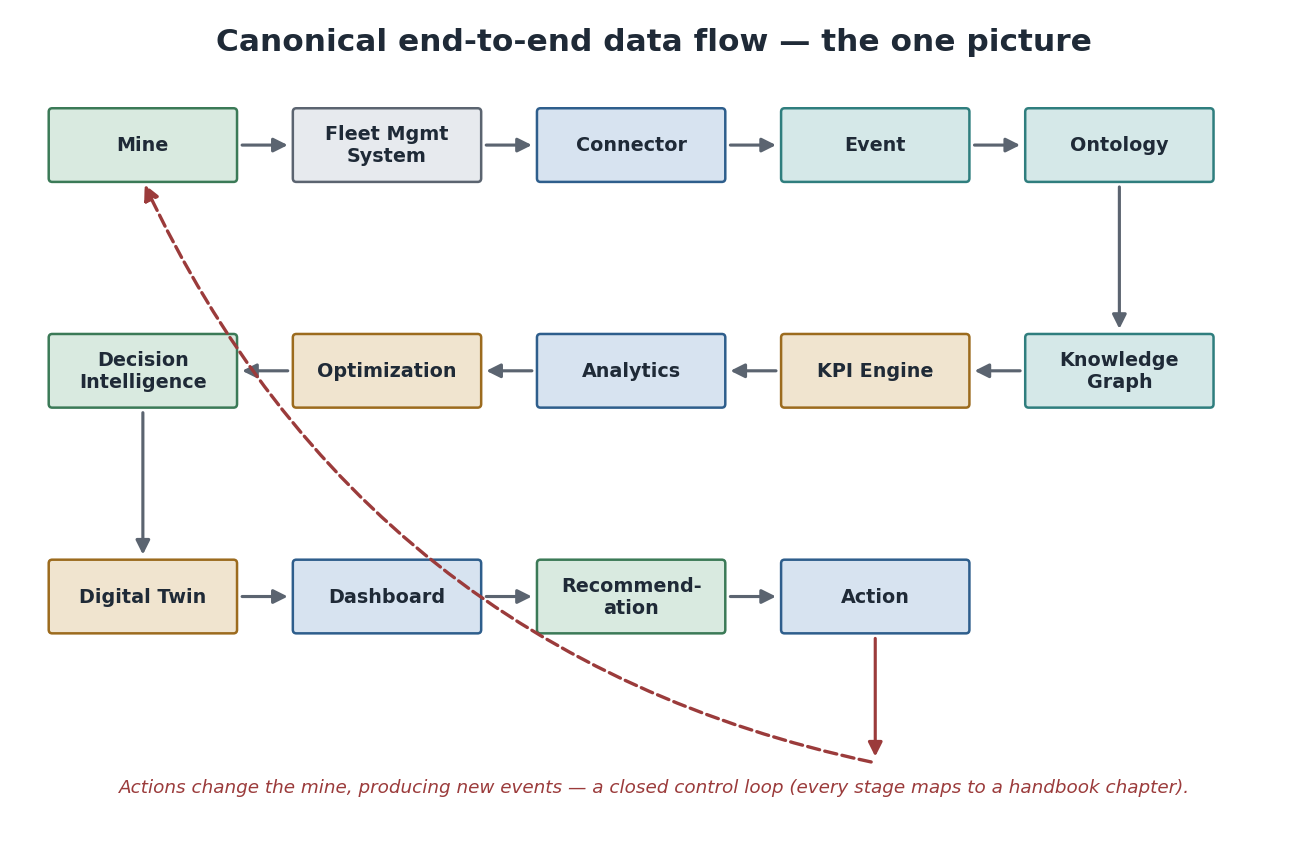 Canonical end-to-end data flow — the one picture
Mine
Fleet Mgmt
System
Connector
Event
Ontology
Decision
Intelligence
Optimization
Analytics
KPI Engine
Knowledge
Graph
Digital Twin
Dashboard
Recommend-
ation
Action
Actions change the mine, producing new events — a closed control loop (every stage maps to a handbook chapter).